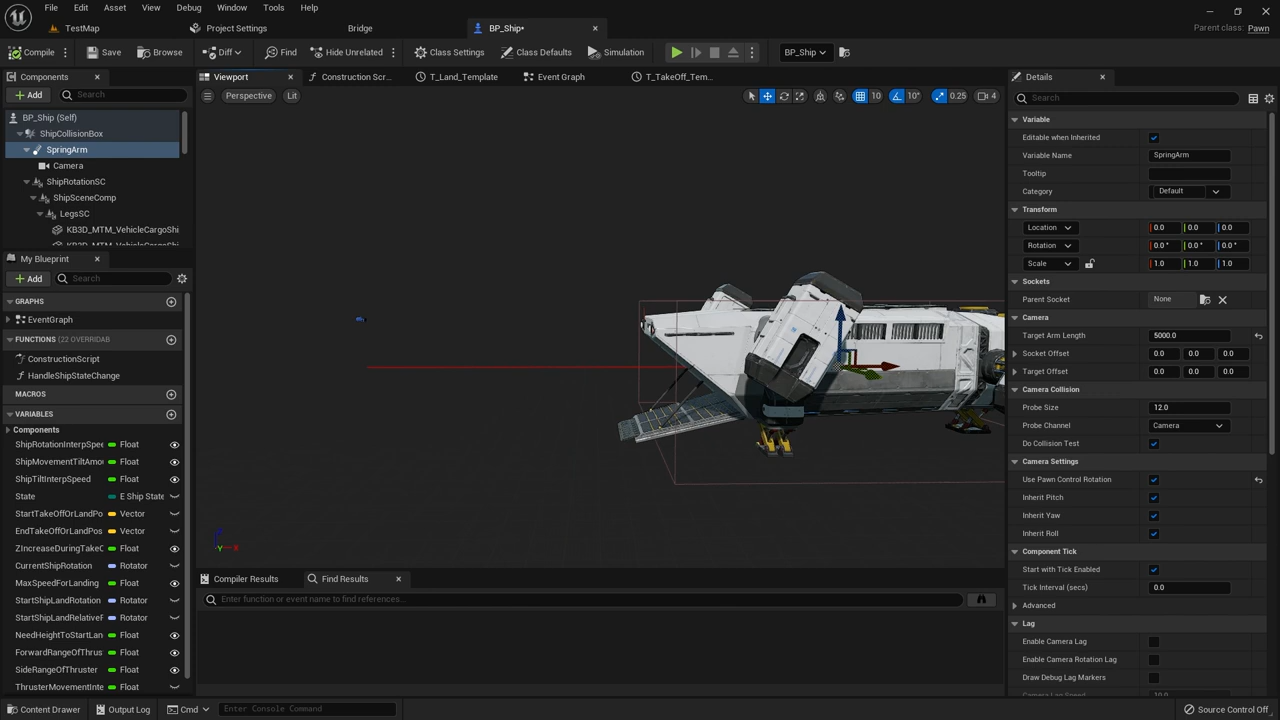 File Edit Asset View Debug Window Tools Help
TestMap Project Settings Bridge BP_Ship* Parent class: Pawn
Compile Save Browse Diff Find Hide Unrelated Class Settings Class Defaults Simulation BP_Ship
Components Viewport Construction Scr... T_Land_Template Event Graph T_TakeOff_Tem... Details
Add Search Perspective Lit 10 10° 0.25 4 Search
BP_Ship (Self)
ShipCollisionBox
SpringArm
Camera
ShipRotationSC
ShipSceneComp
LegsSC
KB3D_MTM_VehicleCargoShi
KB3D_MTM_VehicleCargoShi
My Blueprint
Add Search
GRAPHS
EventGraph
FUNCTIONS (22 OVERRIDAB
ConstructionScript
HandleShipStateChange
MACROS
VARIABLES
Components
ShipRotationInterpSpee Float
ShipMovementTiltAmou Float
ShipTiltInterpSpeed Float
State E Ship State
StartTakeOffOrLandPos Vector
EndTakeOffOrLandPos Vector
ZIncreaseDuringTakeC Float
CurrentShipRotation Rotator
MaxSpeedForLanding Float
StartShipLandRotation Rotator
StartShipLandRelativeF Rotator
NeedHeightToStartLan Float
ForwardRangeOfThrus Float
SideRangeOfThruster Float
ThrusterMovementInte Float
Z
Y X
Compiler Results Find Results
Enter function or event name to find references...
Variable
Editable when Inherited
Variable Name SpringArm
Tooltip
Category Default
Transform
Location 0.0 0.0 0.0
Rotation 0.0 ° 0.0 ° 0.0 °
Scale 1.0 1.0 1.0
Sockets
Parent Socket None
Camera
Target Arm Length 5000.0
Socket Offset 0.0 0.0 0.0
Target Offset 0.0 0.0 0.0
Camera Collision
Probe Size 12.0
Probe Channel Camera
Do Collision Test
Camera Settings
Use Pawn Control Rotation
Inherit Pitch
Inherit Yaw
Inherit Roll
Component Tick
Start with Tick Enabled
Tick Interval (secs) 0.0
Advanced
Lag
Enable Camera Lag
Enable Camera Rotation Lag
Draw Debug Lag Markers
Camera Lag Speed 10.0
Content Drawer Output Log Cmd Enter Console Command Source Control Off